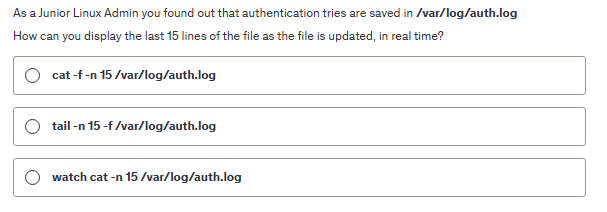 As a Junior Linux Admin you found out that authentication tries are saved in /var/log/auth.log
How can you display the last 15 lines of the file as the file is updated, in real time?
cat -f -n 15 /var/log/auth.log
tail -n 15 -f /var/log/auth.log
watch cat -n 15 /var/log/auth.log